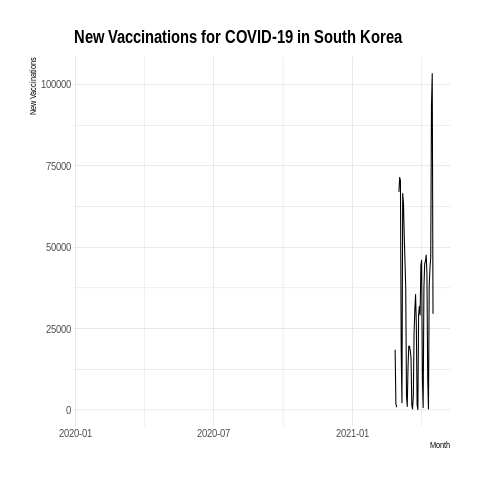 New Vaccinations for COVID-19 in South Korea
New Vaccinations
100000
75000
50000
25000
0
2020-01
2020-07
2021-01
Month